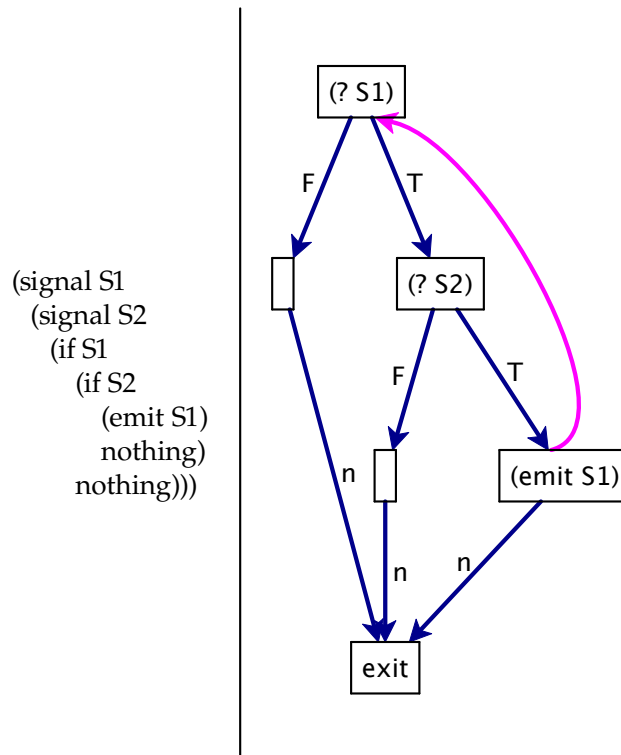 (signal S1
(signal S2
(if S1
(if S2
(emit S1)
nothing)
nothing)))
(? S1)
F
T
(? S2)
F
T
(emit S1)
n
n
n
exit